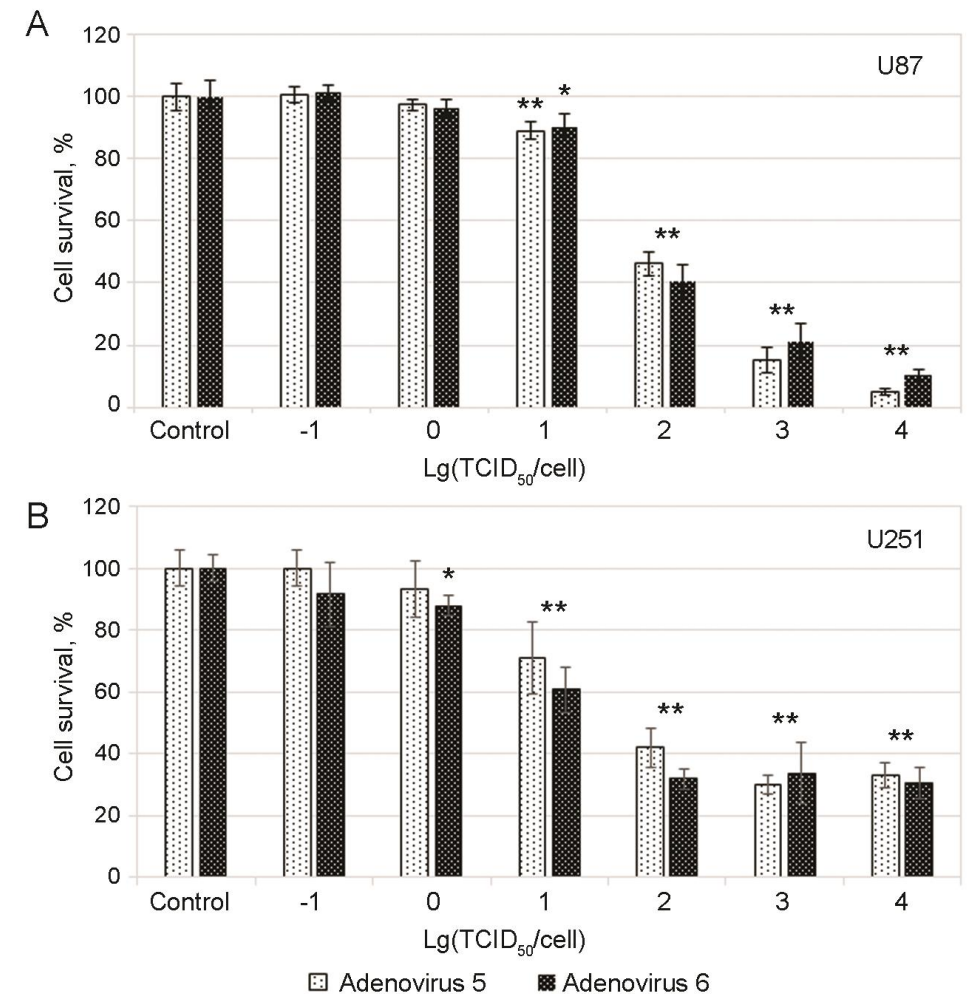 A
120
U87
100
** *
80
60
**
40
**
20
**
0
Cell survival, %
Control -1 0 1 2 3 4
Lg(TCID50/cell)
B
120
U251
100
*
**
80
60
**
**
**
40
20
0
Cell survival, %
Control -1 0 1 2 3 4
Lg(TCID50/cell)
Adenovirus 5 Adenovirus 6